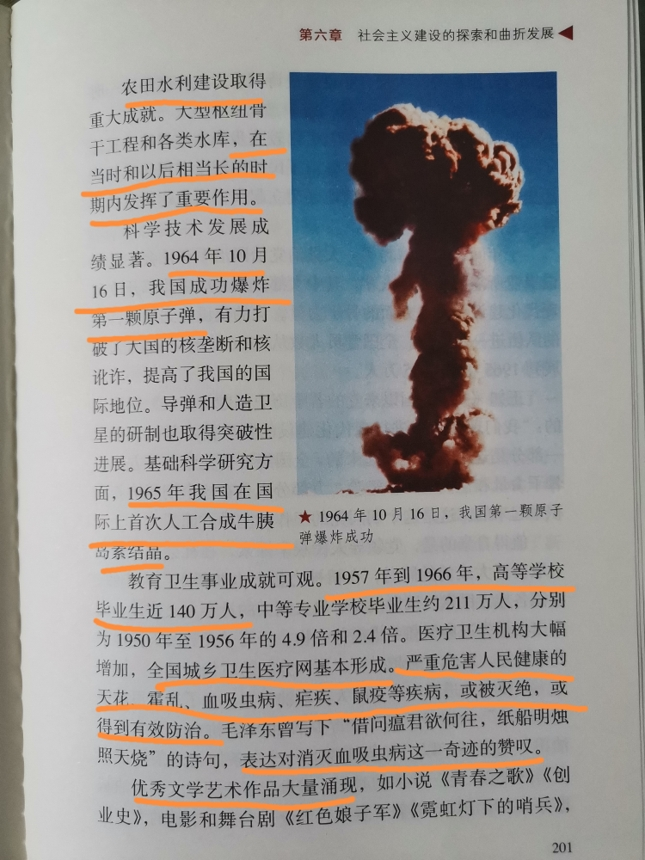 第六章 社会主义建设的探索和曲折发展
农田水利建设取得
重大成就。大型枢纽骨
干工程和各类水库，在
当时和以后相当长的时
期内发挥了重要作用。
科学技术发展成
绩显著。1964 年 10 月
16 日，我国成功爆炸
第一颗原子弹，有力打
破了大国的核垄断和核
讹诈，提高了我国的国
际地位。导弹和人造卫
星的研制也取得突破性
进展。基础科学研究方
面，1965 年我国在国
际上首次人工合成牛胰
岛素结晶。
★ 1964 年 10 月 16 日，我国第一颗原子
弹爆炸成功
教育卫生事业成就可观。1957 年到 1966 年，高等学校
毕业生近 140 万人，中等专业学校毕业生约 211 万人，分别
为 1950 年至 1956 年的 4.9 倍和 2.4 倍。医疗卫生机构大幅
增加，全国城乡卫生医疗网基本形成。严重危害人民健康的
天花、霍乱、血吸虫病、疟疾、鼠疫等疾病，或被灭绝，或
得到有效防治。毛泽东曾写下“借问瘟君欲何往，纸船明烛
照天烧”的诗句，表达对消灭血吸虫病这一奇迹的赞叹。
优秀文学艺术作品大量涌现，如小说《青春之歌》《创
业史》，电影和舞台剧《红色娘子军》《霓虹灯下的哨兵》，
201